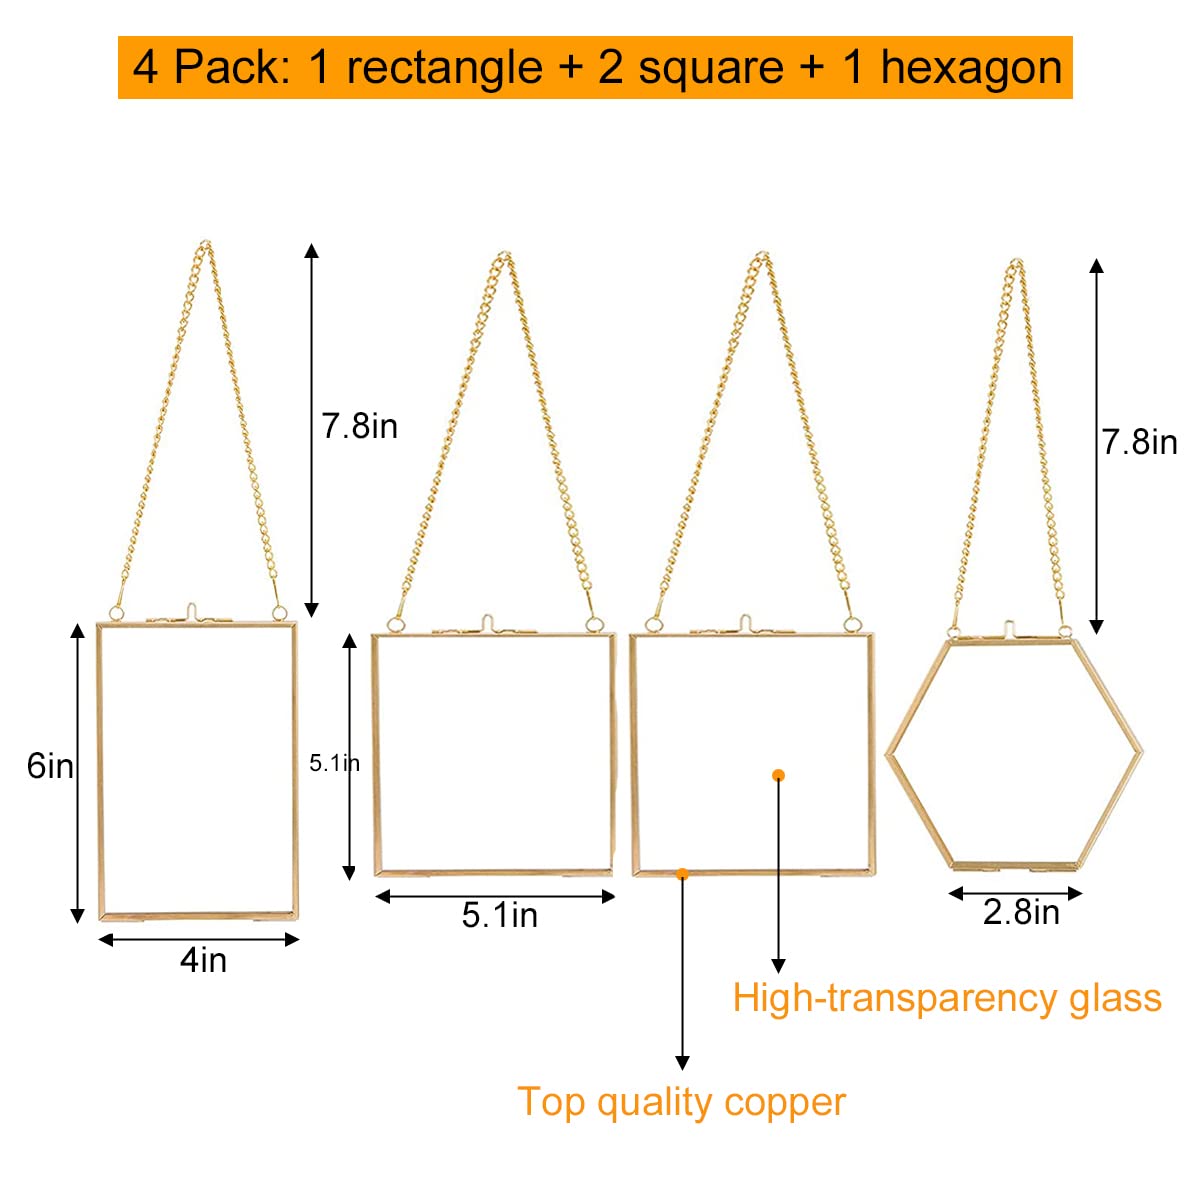 4 Pack: 1 rectangle + 2 square + 1 hexagon
7.8in
7.8in
6in
5.1in
5.1in
2.8in
4in
High-transparency glass
Top quality copper